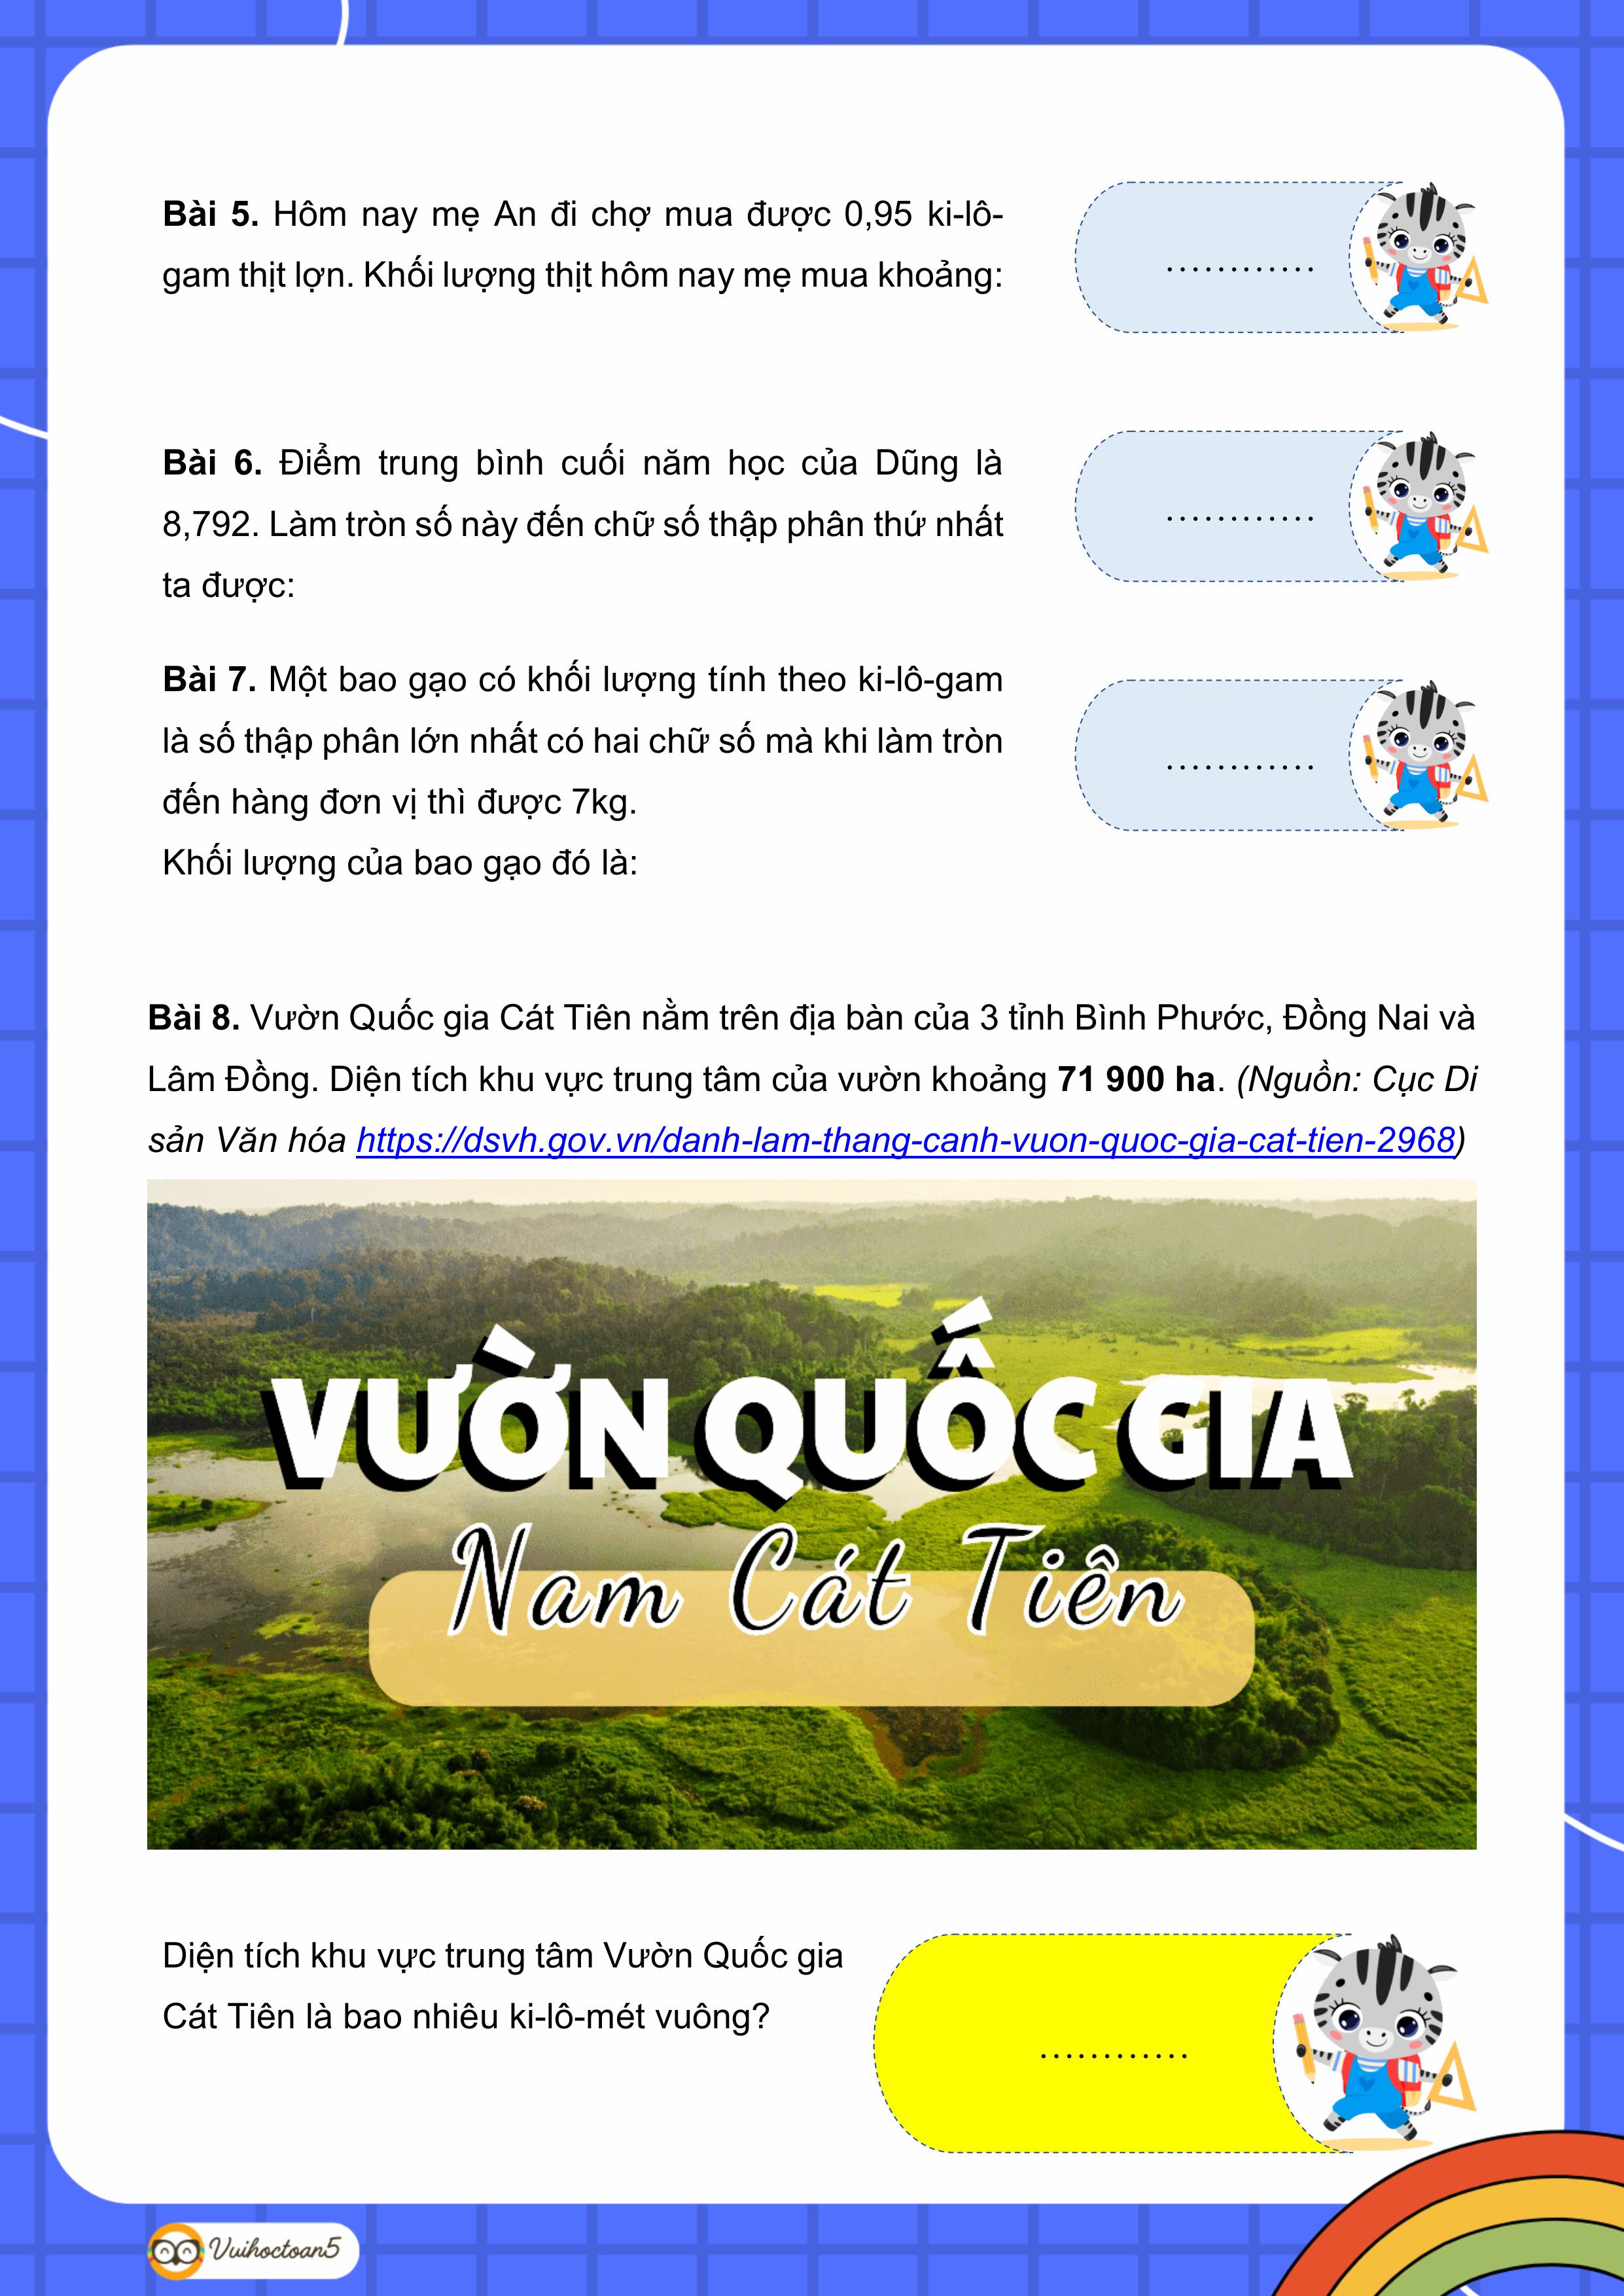 Bài 5. Hôm nay mẹ An đi chợ mua được 0,95 ki-lô-
gam thịt lợn. Khối lượng thịt hôm nay mẹ mua khoảng:
............
Bài 6. Điểm trung bình cuối năm học của Dũng là
8,792. Làm tròn số này đến chữ số thập phân thứ nhất
ta được:
............
Bài 7. Một bao gạo có khối lượng tính theo ki-lô-gam
là số thập phân lớn nhất có hai chữ số mà khi làm tròn
đến hàng đơn vị thì được 7kg.
Khối lượng của bao gạo đó là:
............
Bài 8. Vườn Quốc gia Cát Tiên nằm trên địa bàn của 3 tỉnh Bình Phước, Đồng Nai và
Lâm Đồng. Diện tích khu vực trung tâm của vườn khoảng 71 900 ha. (Nguồn: Cục Di
sản Văn hóa https://dsvh.gov.vn/danh-lam-thang-canh-vuon-quoc-gia-cat-tien-2968)
VƯỜN QUỐC GIA
Nam Cát Tiên
Diện tích khu vực trung tâm Vườn Quốc gia
Cát Tiên là bao nhiêu ki-lô-mét vuông?
............
Vuihoctoan5